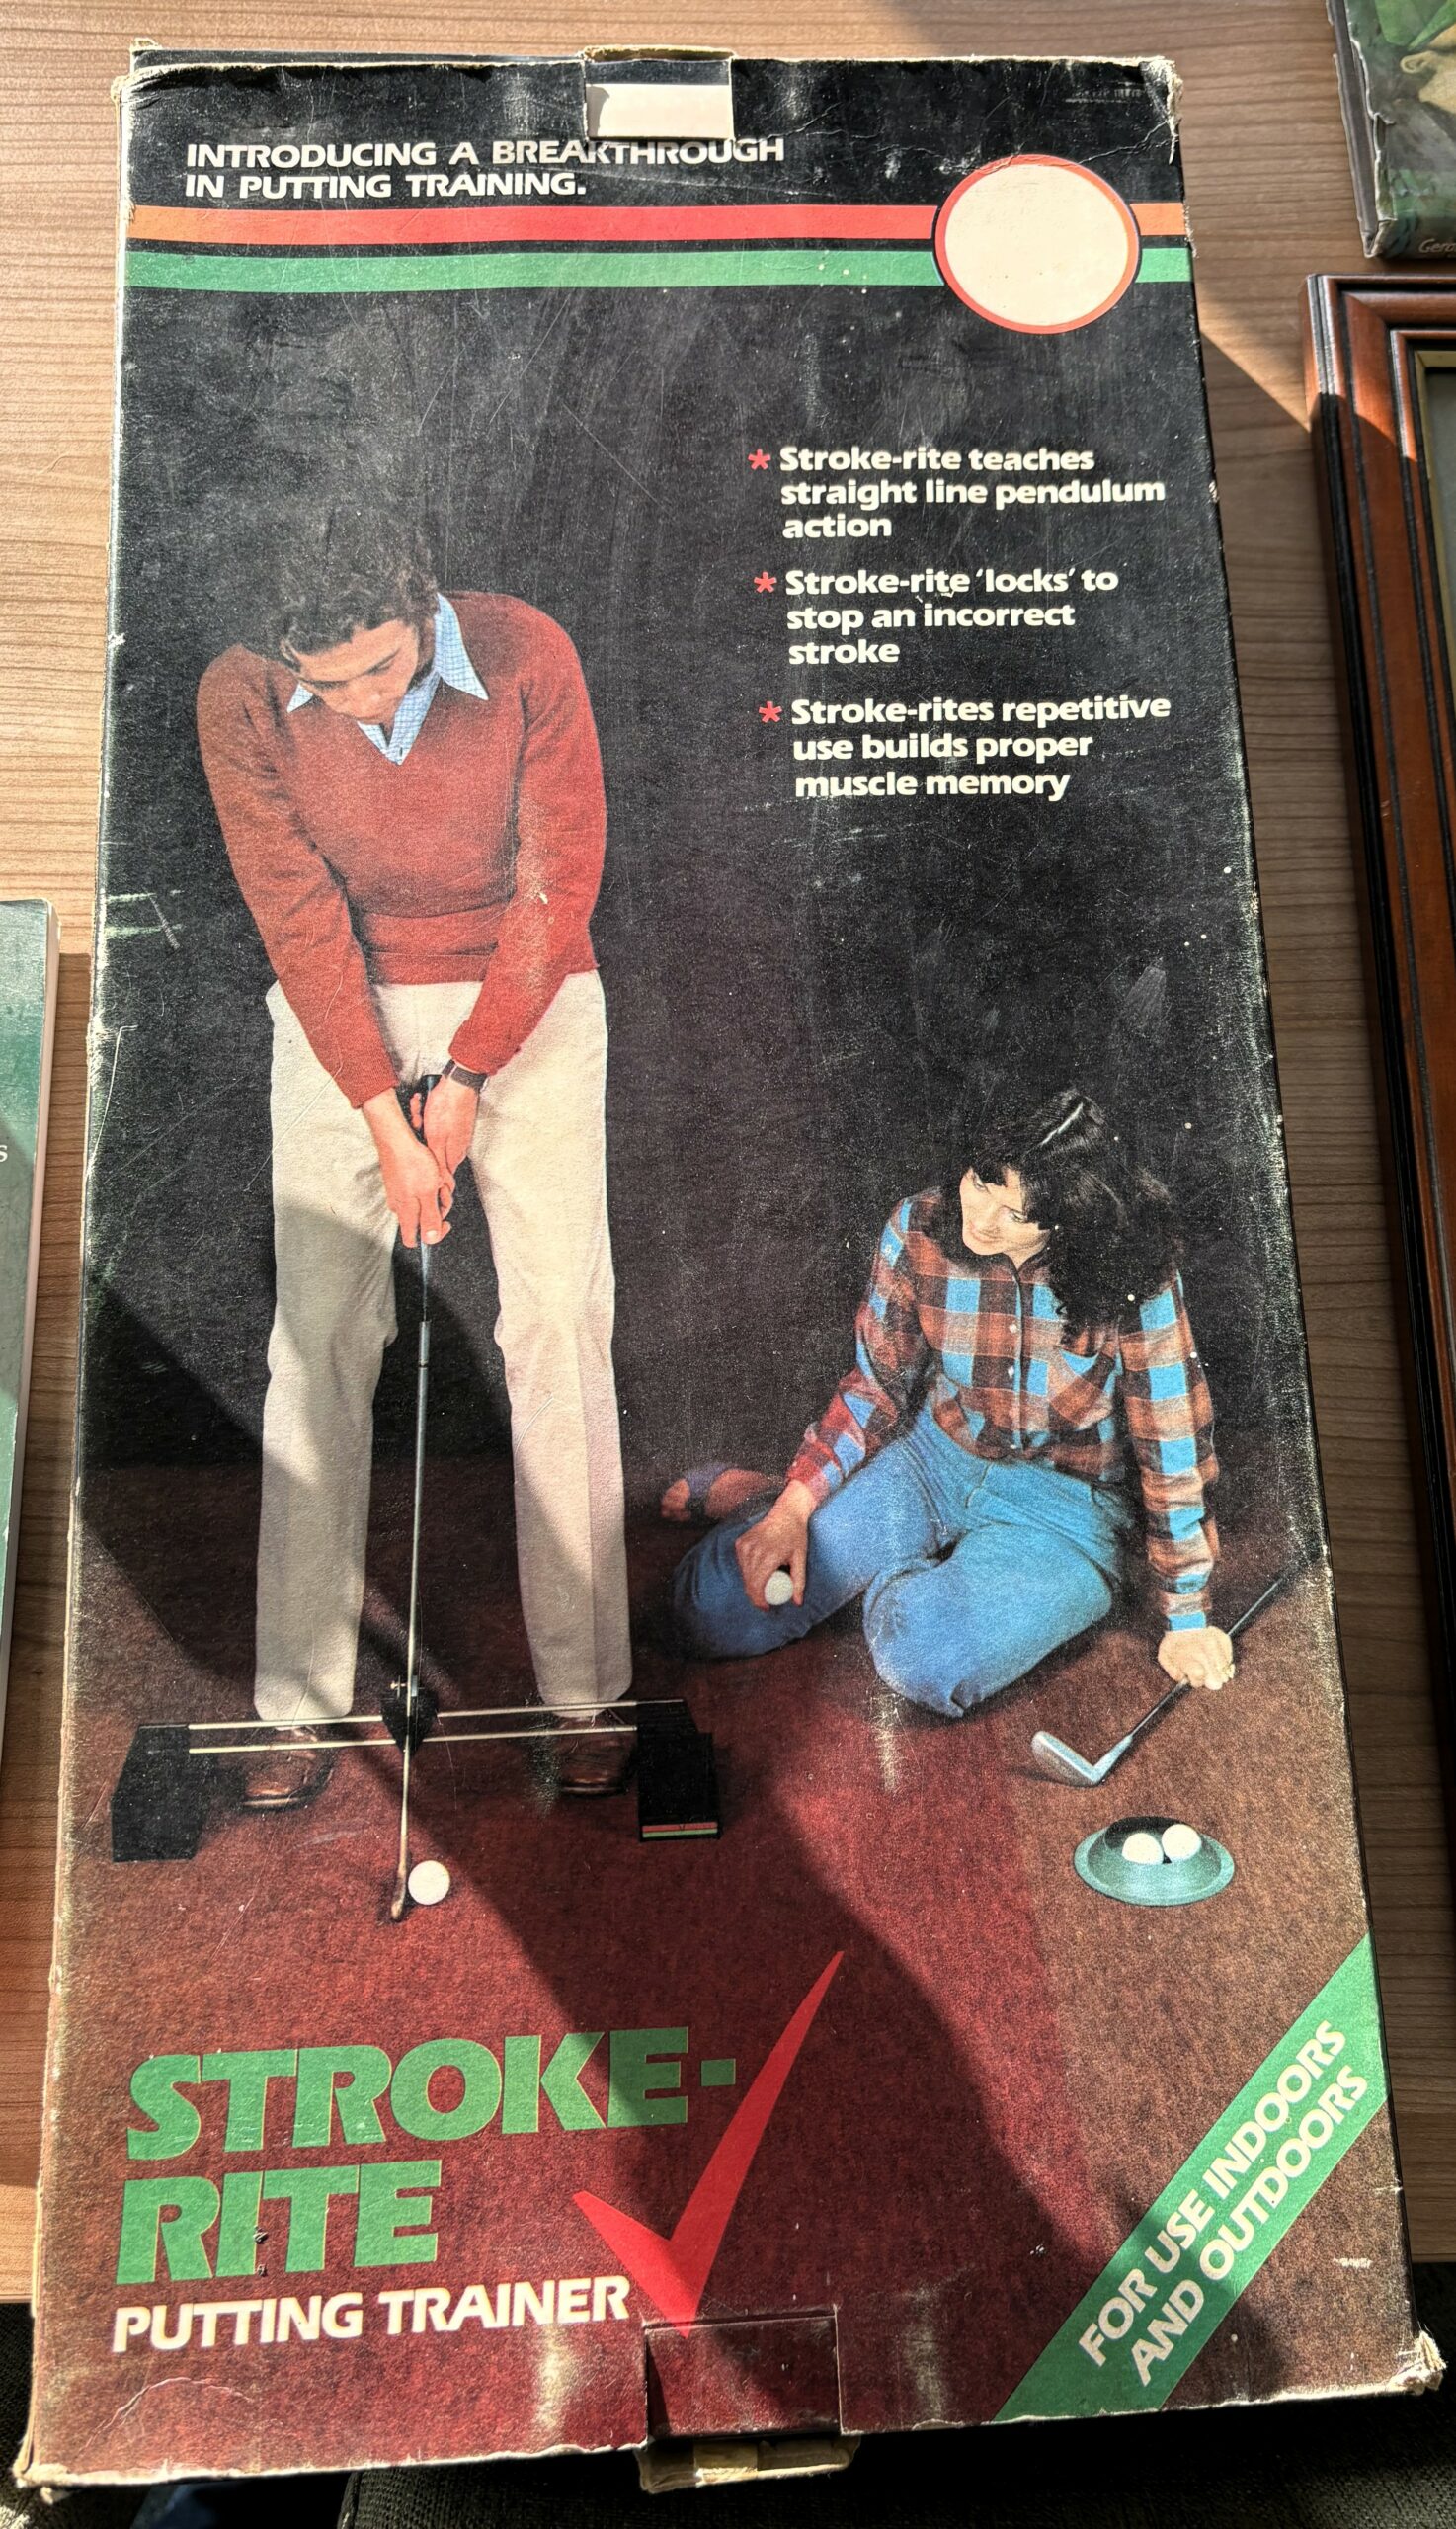 INTRODUCING A BREAKTHROUGH
IN PUTTING TRAINING.
* Stroke-rite teaches
straight line pendulum
action
* Stroke-rite ‘locks’ to
stop an incorrect
stroke
* Stroke-rites repetitive
use builds proper
muscle memory
STROKE-
RITE
PUTTING TRAINER
FOR USE INDOORS
AND OUTDOORS